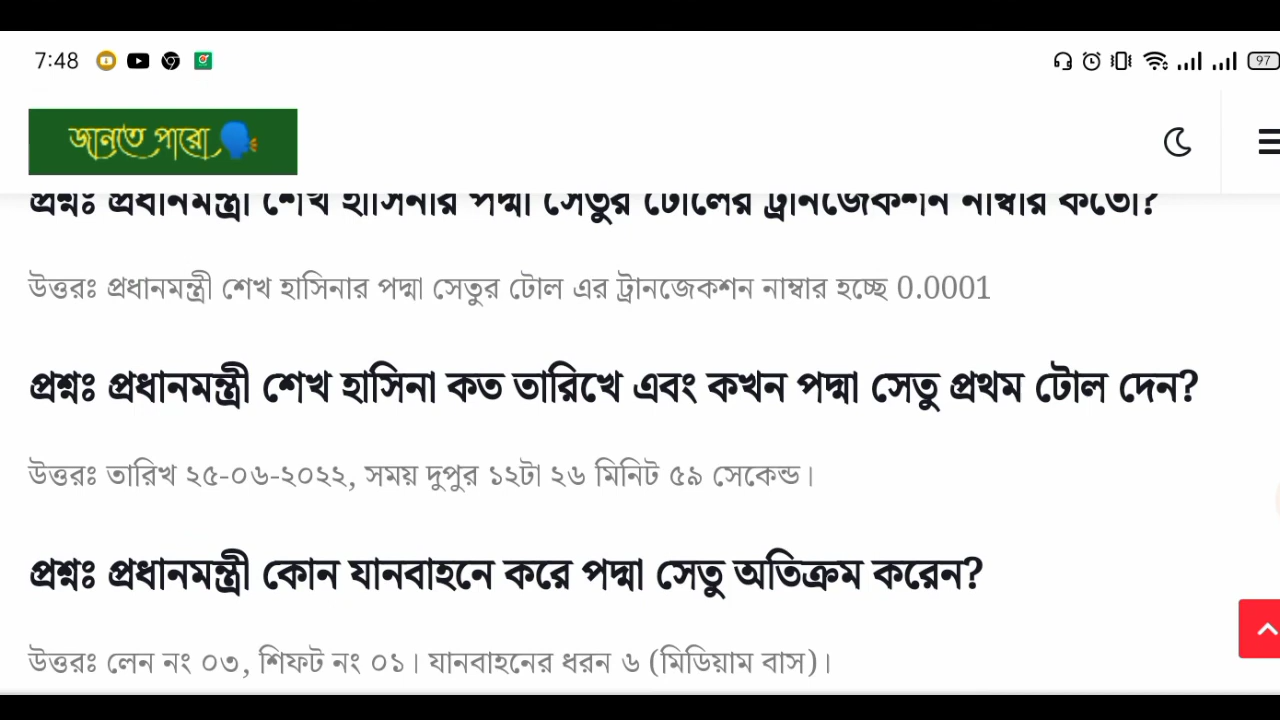 7:48
97
জানতে পারো
প্রশ্নঃ প্রধানমন্ত্রী শেখ হাসিনার পদ্মা সেতুর টোলের ট্রানজেকশন নাম্বার কতো?
উত্তরঃ প্রধানমন্ত্রী শেখ হাসিনার পদ্মা সেতুর টোল এর ট্রানজেকশন নাম্বার হচ্ছে 0.0001
প্রশ্নঃ প্রধানমন্ত্রী শেখ হাসিনা কত তারিখে এবং কখন পদ্মা সেতু প্রথম টোল দেন?
উত্তরঃ তারিখ ২৫-০৬-২০২২, সময় দুপুর ১২টা ২৬ মিনিট ৫৯ সেকেন্ড।
প্রশ্নঃ প্রধানমন্ত্রী কোন যানবাহনে করে পদ্মা সেতু অতিক্রম করেন?
উত্তরঃ লেন নং ০৩, শিফট নং ০১। যানবাহনের ধরন ৬ (মিডিয়াম বাস)।